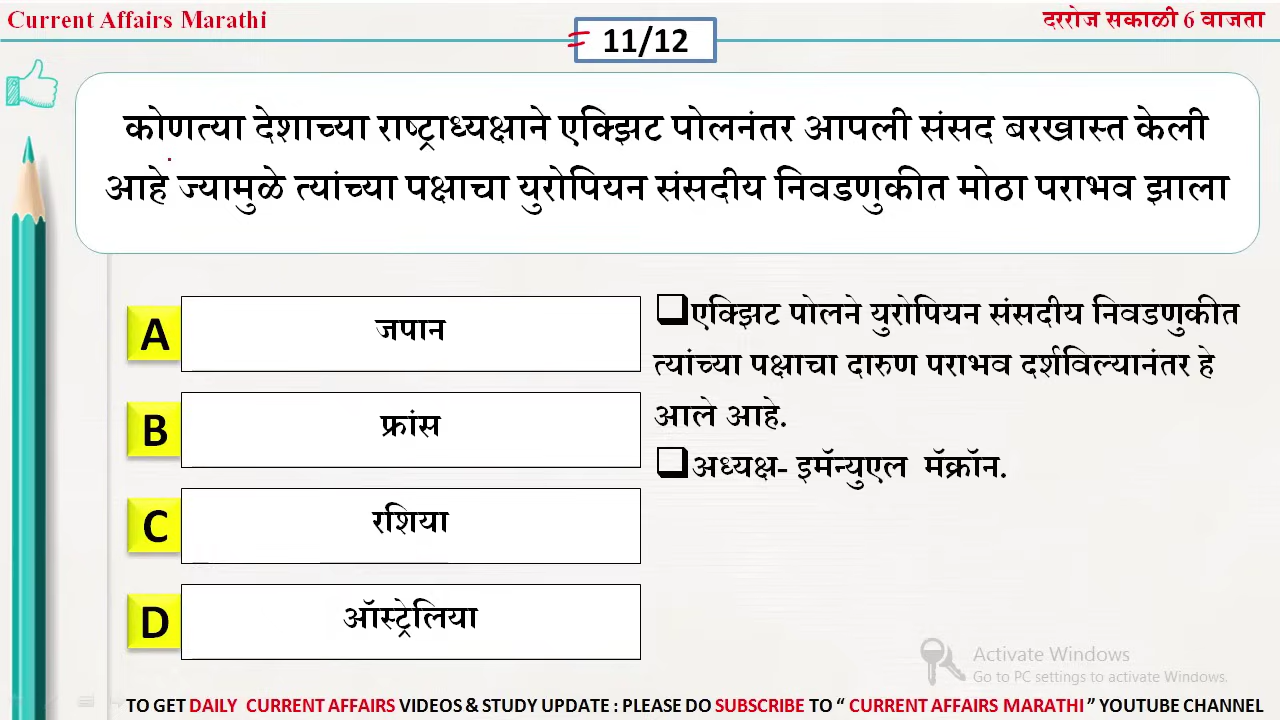 Current Affairs Marathi
दररोज सकाळी 6 वाजता
11/12
कोणत्या देशाच्या राष्ट्राध्यक्षाने एक्झिट पोलनंतर आपली संसद बरखास्त केली
आहे ज्यामुळे त्यांच्या पक्षाचा युरोपियन संसदीय निवडणुकीत मोठा पराभव झाला
A
जपान
B
फ्रांस
C
रशिया
D
ऑस्ट्रेलिया
❑एक्झिट पोलने युरोपियन संसदीय निवडणुकीत
त्यांच्या पक्षाचा दारुण पराभव दर्शविल्यानंतर हे
आले आहे.
❑अध्यक्ष- इमॅन्युएल मॅक्रॉन.
Activate Windows
Go to PC settings to activate Windows.
TO GET DAILY CURRENT AFFAIRS VIDEOS & STUDY UPDATE : PLEASE DO SUBSCRIBE TO “ CURRENT AFFAIRS MARATHI ” YOUTUBE CHANNEL